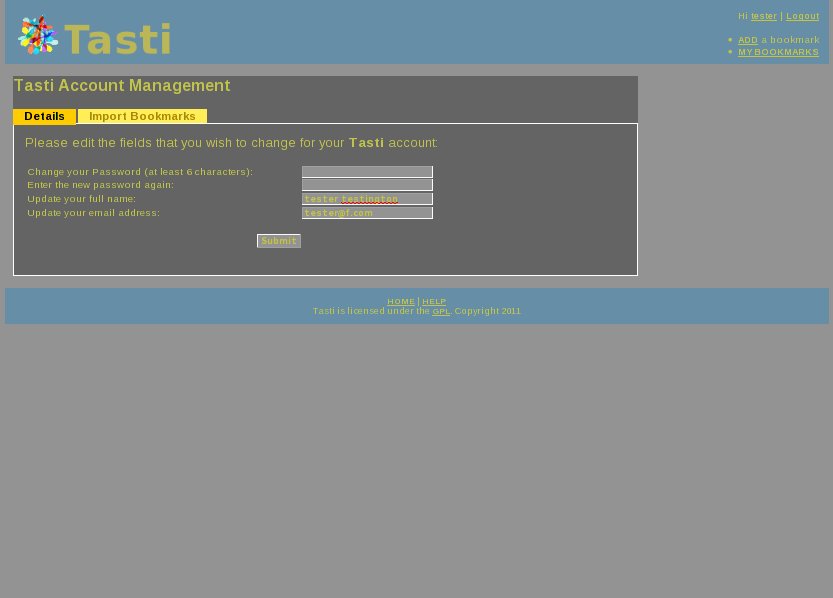 Tasti
Hi tester | Logout
• ADD a bookmark
• MY BOOKMARKS
Tasti Account Management
Details
Import Bookmarks
Please edit the fields that you wish to change for your Tasti account:
Change your Password (at least 6 characters):
Enter the new password again:
Update your full name: tester testington
Update your email address: tester@f.com
Submit
HOME | HELP
Tasti is licensed under the GPL. Copyright 2011.